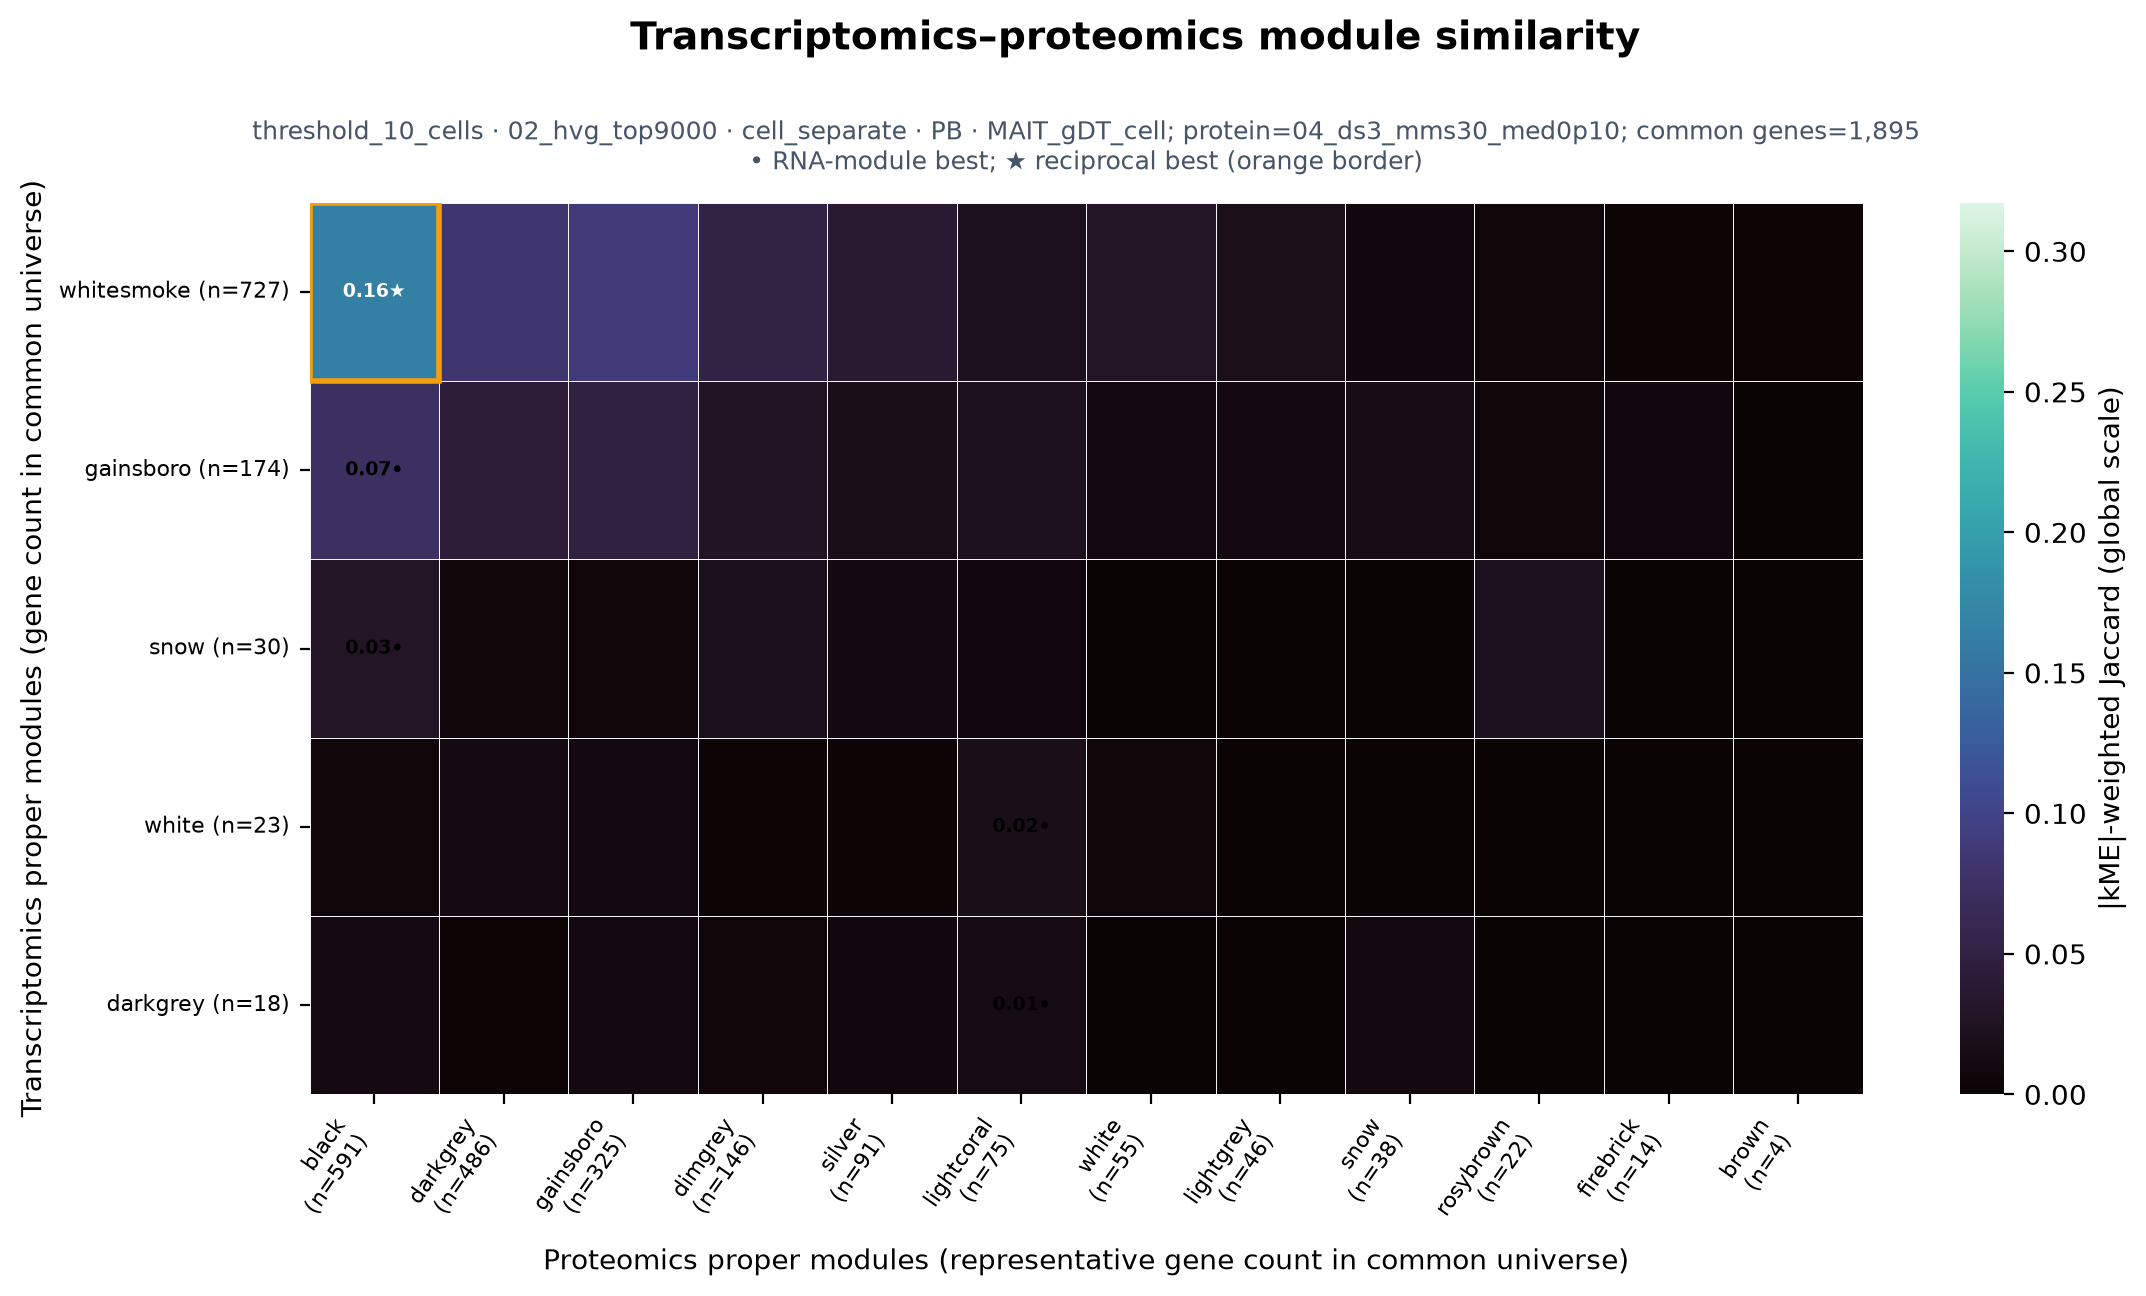 Transcriptomics–proteomics module similarity
threshold_10_cells · 02_hvg_top9000 · cell_separate · PB · MAIT_gDT_cell; protein=04_ds3_mms30_med0p10; common genes=1,895
• RNA-module best; ★ reciprocal best (orange border)
Transcriptomics proper modules (gene count in common universe)
whitesmoke (n=727)
gainsboro (n=174)
snow (n=30)
white (n=23)
darkgrey (n=18)
0.16★
0.07•
0.03•
0.02•
0.01•
black
(n=591)
darkgrey
(n=486)
gainsboro
(n=325)
dimgrey
(n=146)
silver
(n=91)
lightcoral
(n=75)
white
(n=55)
lightgrey
(n=46)
snow
(n=38)
rosybrown
(n=22)
firebrick
(n=14)
brown
(n=4)
Proteomics proper modules (representative gene count in common universe)
0.30
0.25
0.20
0.15
0.10
0.05
0.00
|kME|-weighted Jaccard (global scale)